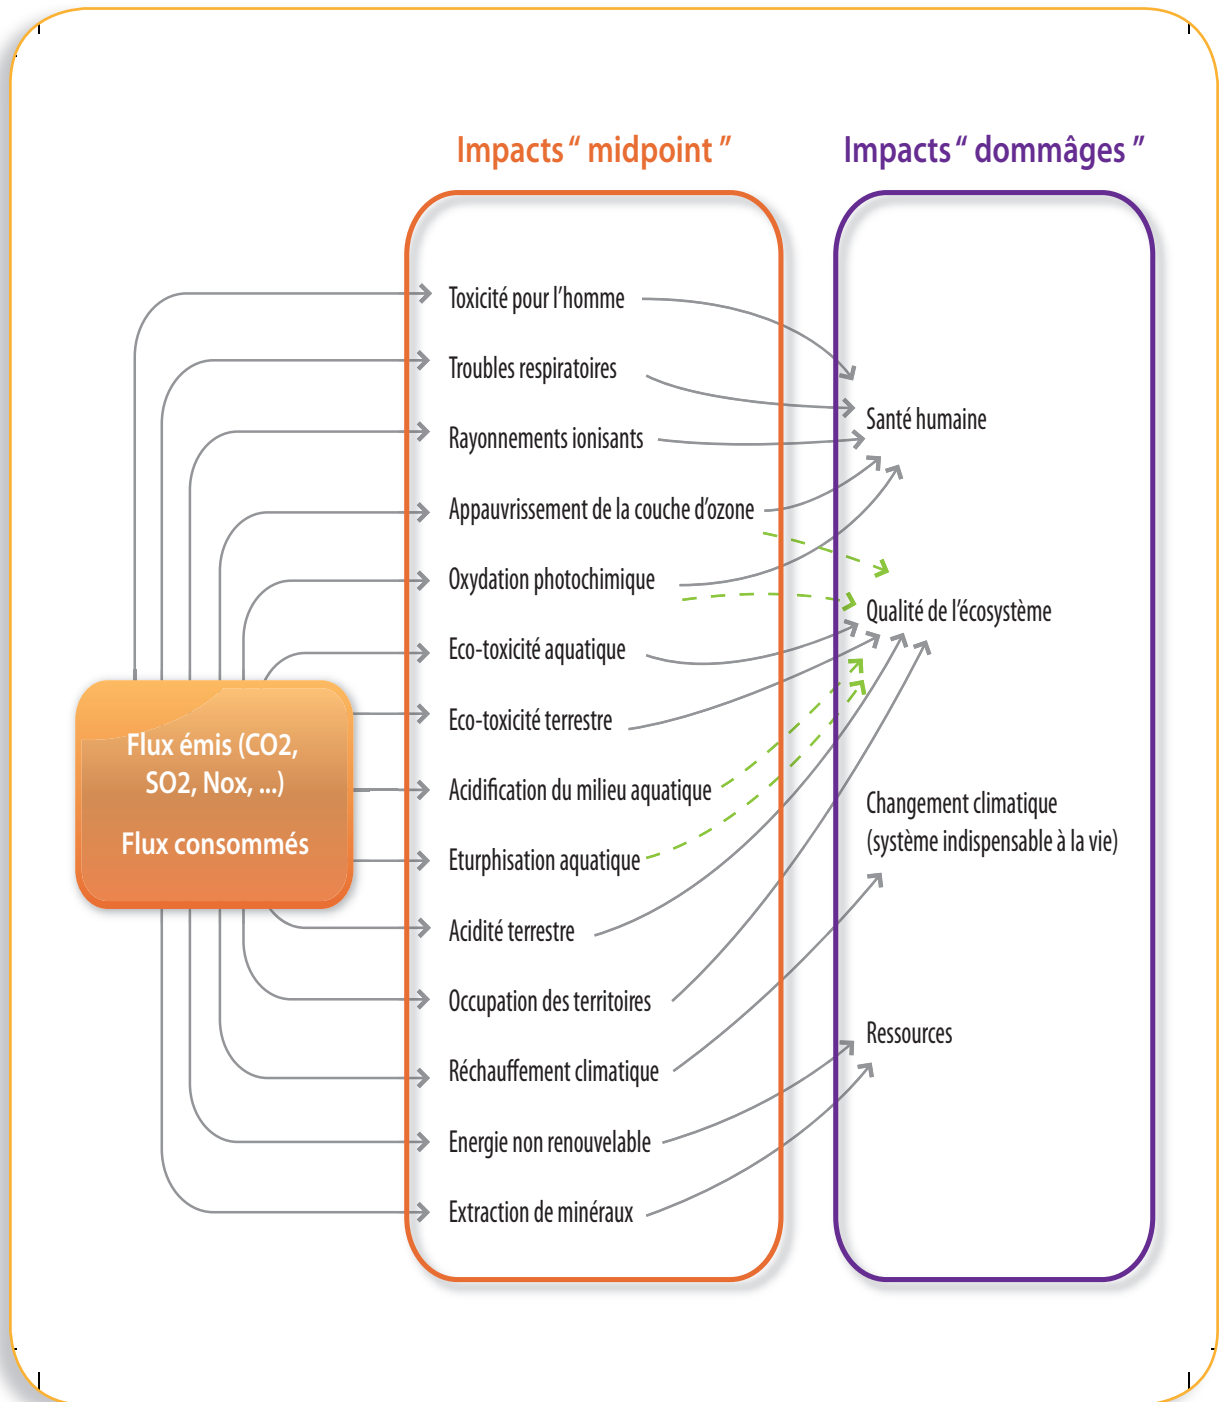 Impacts “ midpoint ”
Impacts “ dommâges ”
Toxicité pour l’homme
Troubles respiratoires
Rayonnements ionisants
Appauvrissement de la couche d’ozone
Oxydation photochimique
Eco-toxicité aquatique
Eco-toxicité terrestre
Acidification du milieu aquatique
Eturphisation aquatique
Acidité terrestre
Occupation des territoires
Réchauffement climatique
Energie non renouvelable
Extraction de minéraux
Santé humaine
Qualité de l’écosystème
Changement climatique
(système indispensable à la vie)
Ressources
Flux émis (CO2,
SO2, Nox, ...)
Flux consommés